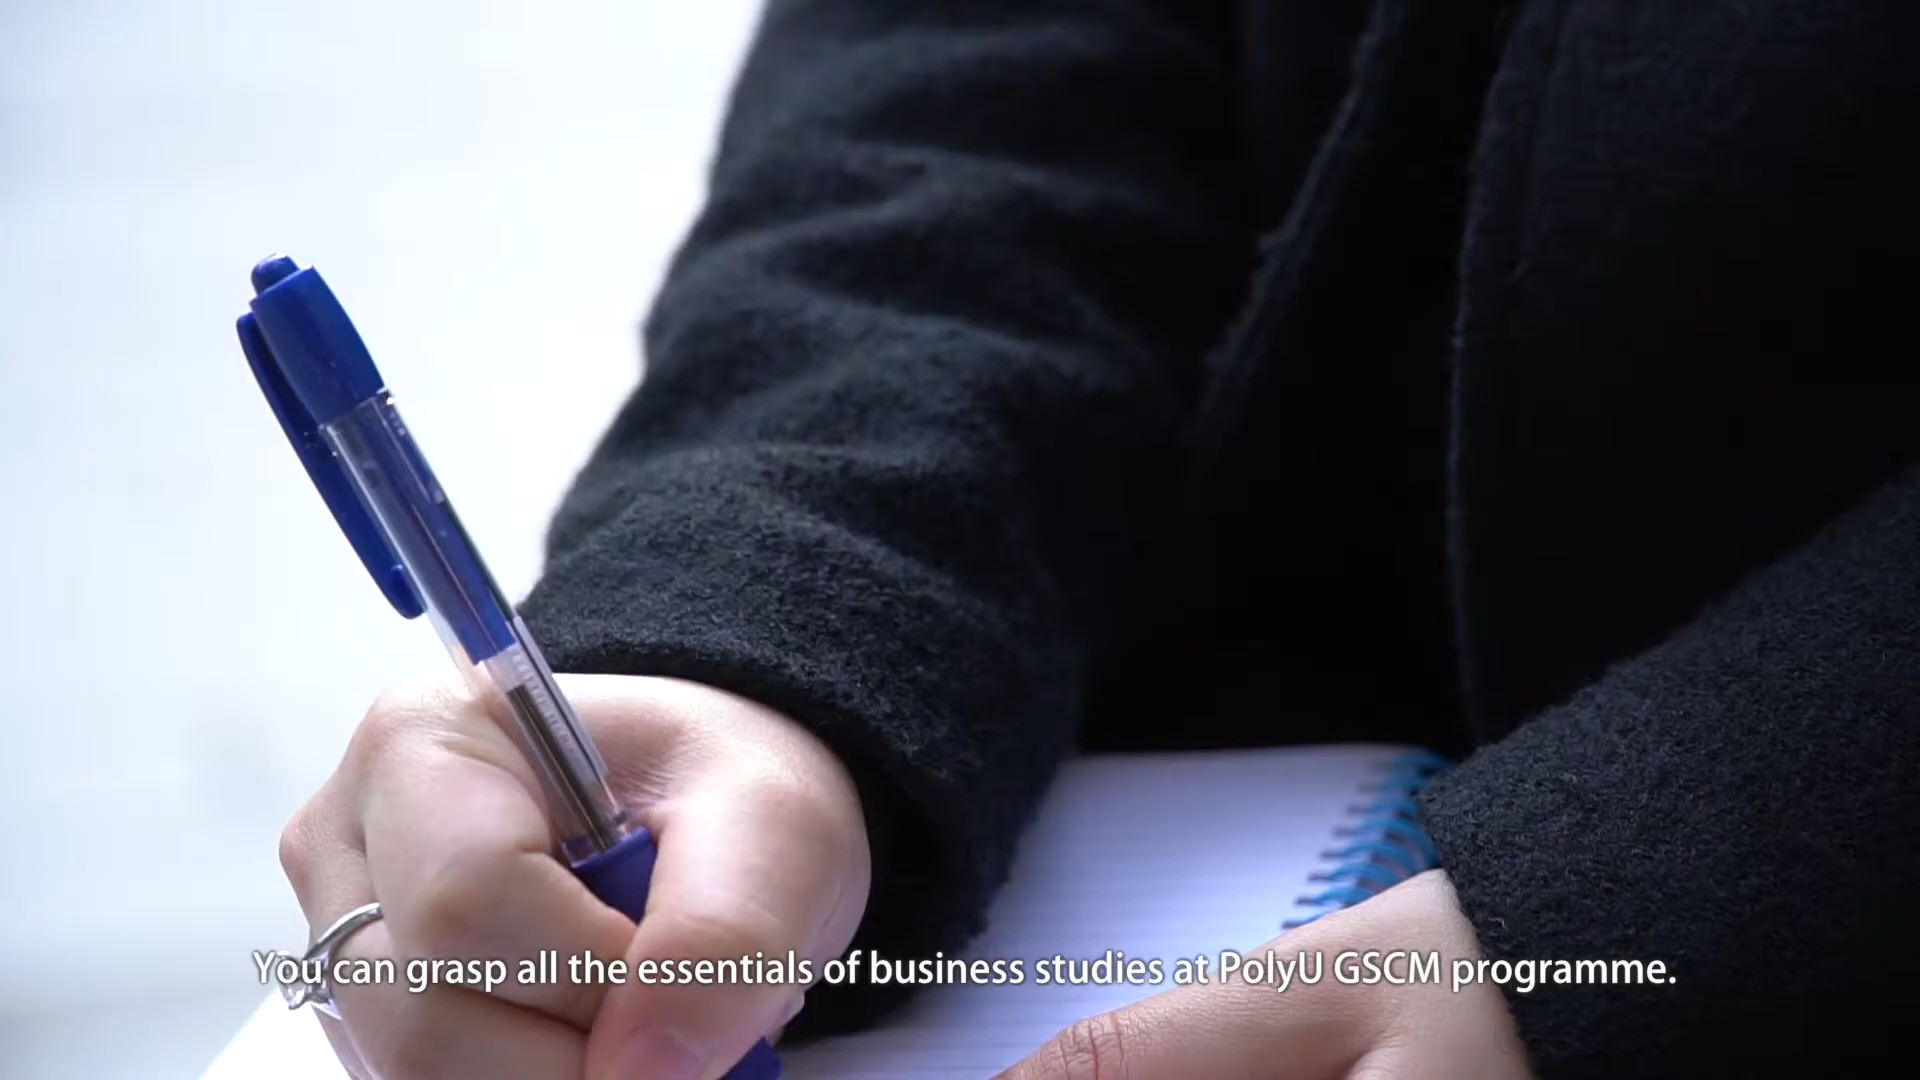 You can grasp all the essentials of business studies at PolyU GSCM programme.